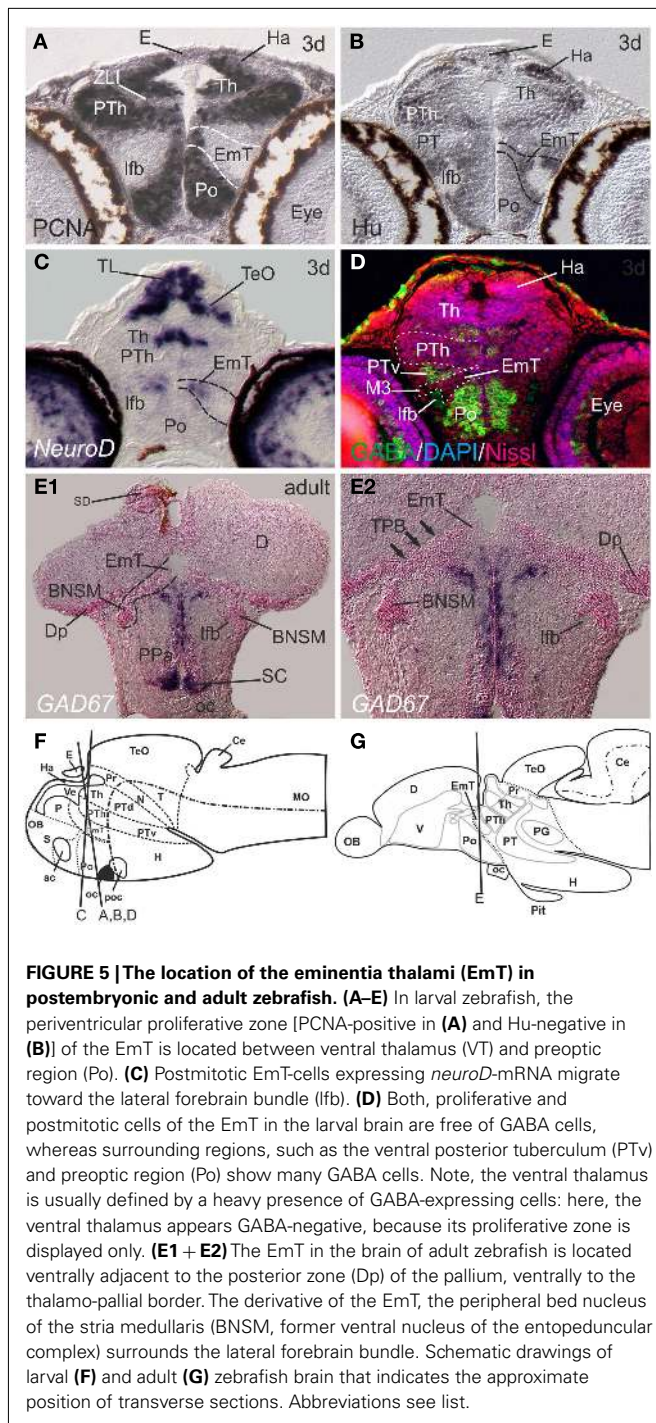 A E Ha 3d
ZLI Th
PTh
lfb EmT
Po
PCNA Eye
B E Ha 3d
Th
PTh
PT EmT
lfb
Po
Hu
C TL TeO 3d
Th
PTh EmT
lfb
Po
NeuroD
D Ha 3d
Th
PTh
PTv EmT
M3
lfb Po Eye
GABA/DAPI/Nissl
E1 adult
SD
EmT D
BNSM
Dp lfb BNSM
PPa
SC
GAD67 oc
E2
EmT
TPB
Dp
BNSM
lfb
GAD67
F
TeO Ce
E
Ha
Ve Th Pr
P PTh PTd N T MO
OB EmT
S PTv
Po H
ac
oc poc
C A,B,D
G
TeO Ce
D EmT Pr
Th
PTh
V PT PG
OB Po
oc
H
E Pit
FIGURE 5 | The location of the eminentia thalami (EmT) in
postembryonic and adult zebrafish. (A–E) In larval zebrafish, the
periventricular proliferative zone [PCNA-positive in (A) and Hu-negative in
(B)] of the EmT is located between ventral thalamus (VT) and preoptic
region (Po). (C) Postmitotic EmT-cells expressing neuroD-mRNA migrate
toward the lateral forebrain bundle (lfb). (D) Both, proliferative and
postmitotic cells of the EmT in the larval brain are free of GABA cells,
whereas surrounding regions, such as the ventral posterior tuberculum (PTv)
and preoptic region (Po) show many GABA cells. Note, the ventral thalamus
is usually defined by a heavy presence of GABA-expressing cells: here, the
ventral thalamus appears GABA-negative, because its proliferative zone is
displayed only. (E1 + E2) The EmT in the brain of adult zebrafish is located
ventrally adjacent to the posterior zone (Dp) of the pallium, ventrally to the
thalamo-pallial border. The derivative of the EmT, the peripheral bed nucleus
of the stria medullaris (BNSM, former ventral nucleus of the entopeduncular
complex) surrounds the lateral forebrain bundle. Schematic drawings of
larval (F) and adult (G) zebrafish brain that indicates the approximate
position of transverse sections. Abbreviations see list.